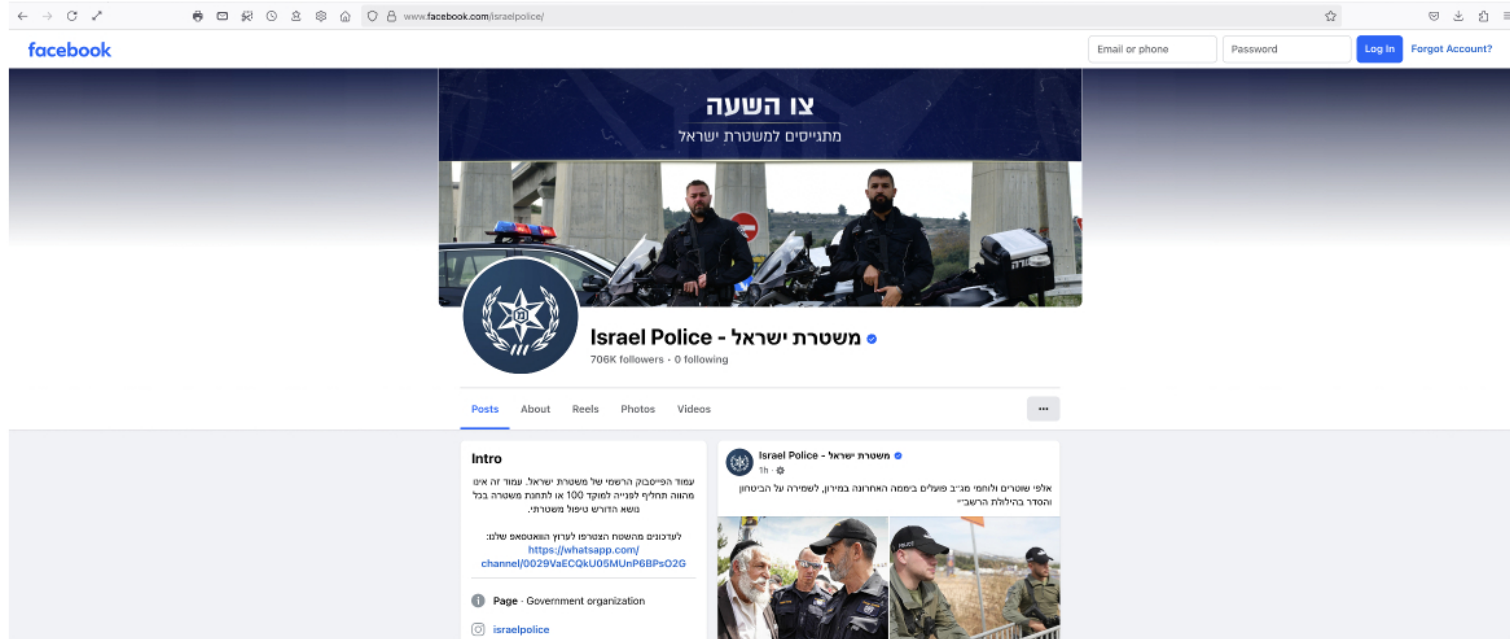 www.facebook.com/israelpolice/
facebook
Email or phone
Password
Log In
Forgot Account?
צו השעה
מתגייסים למשטרת ישראל
Israel Police - משטרת ישראל
706K followers • 0 following
Posts
About
Reels
Photos
Videos
Intro
עמוד הפייסבוק הרשמי של משטרת ישראל. עמוד זה אינו
מהווה תחליף לפנייה למוקד 100 או לתחנת משטרה בכל
נושא הדורש טיפול משטרתי.
לעדכונים מהשטח הצטרפו לערוץ הוואטסאפ שלנו:
https://whatsapp.com/
channel/0029VaECQkU05MUnP6BPsO2G
Page · Government organization
israelpolice
Israel Police - משטרת ישראל
1h
אלפי שוטרים ולוחמי מג״ב פועלים ביממה האחרונה במירון, לשמירה על הביטחון
והסדר בהילולת הרשב״י